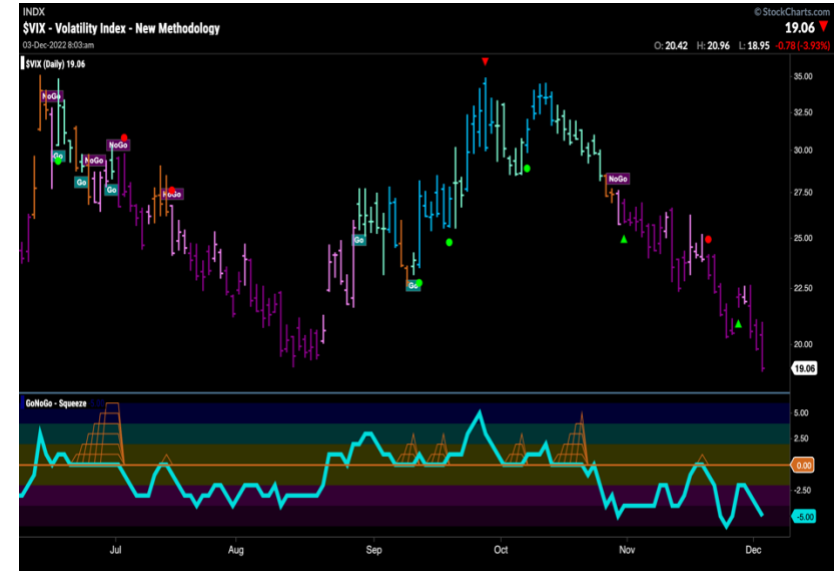 INDX
© StockCharts.com
$VIX - Volatility Index - New Methodology
19.06
03-Dec-2022 8:03am
O: 20.42 H: 20.96 L: 18.95 -0.78 (-3.93%)
$VIX (Daily) 19.06
35.00
NoGo
32.50
NoGo
30.00
Go
NoGo
Go
Go
NoGo
27.50
NoGo
25.00
Go
22.50
Go
20.00
19.06
GoNoGo - Squeeze
5.00
2.50
0.00
-2.50
-5.00
Jul Aug Sep Oct Nov Dec